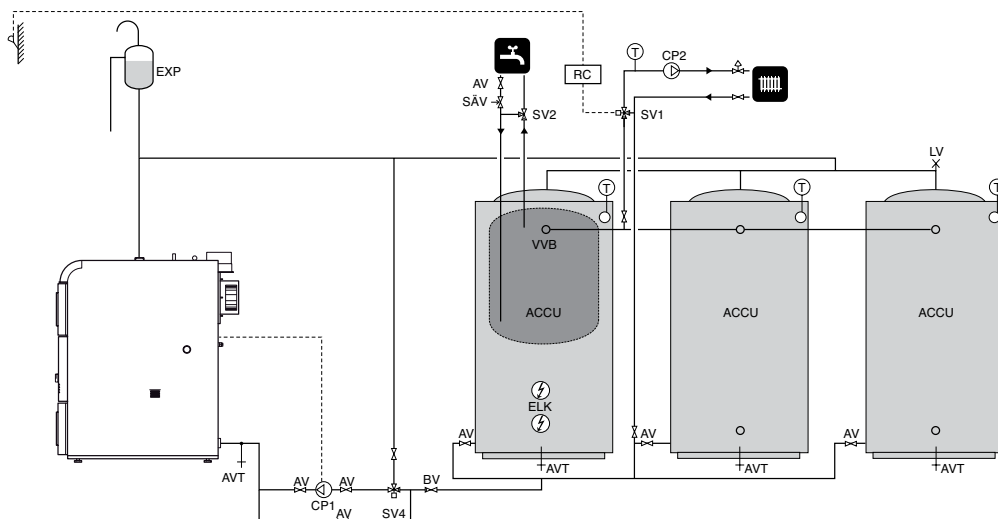 EXP
AV
SÄV
SV2
T
CP2
RC
SV1
LV
T
T
T
VVB
ACCU
ACCU
ACCU
ELK
AV
AV
AV
AVT
AVT
AVT
AVT
AV
AV
BV
CP1
AV
SV4